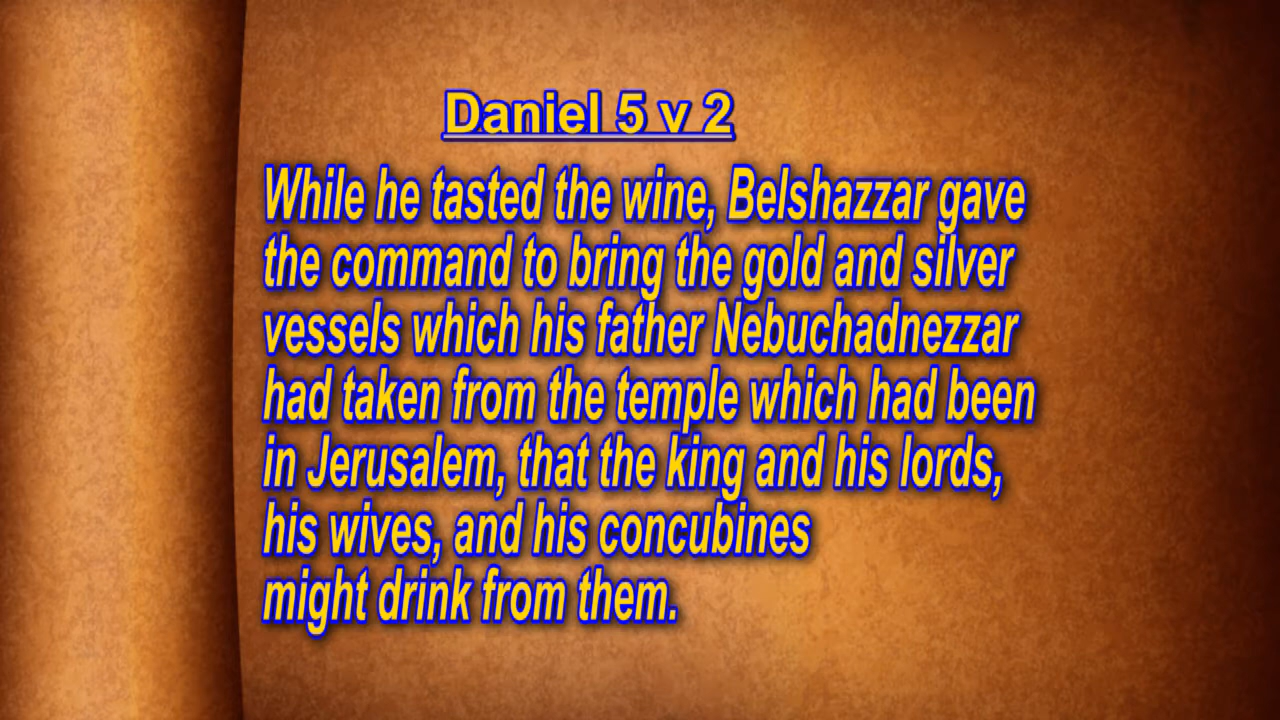 Daniel 5 v 2
While he tasted the wine, Belshazzar gave
the command to bring the gold and silver
vessels which his father Nebuchadnezzar
had taken from the temple which had been
in Jerusalem, that the king and his lords,
his wives, and his concubines
might drink from them.